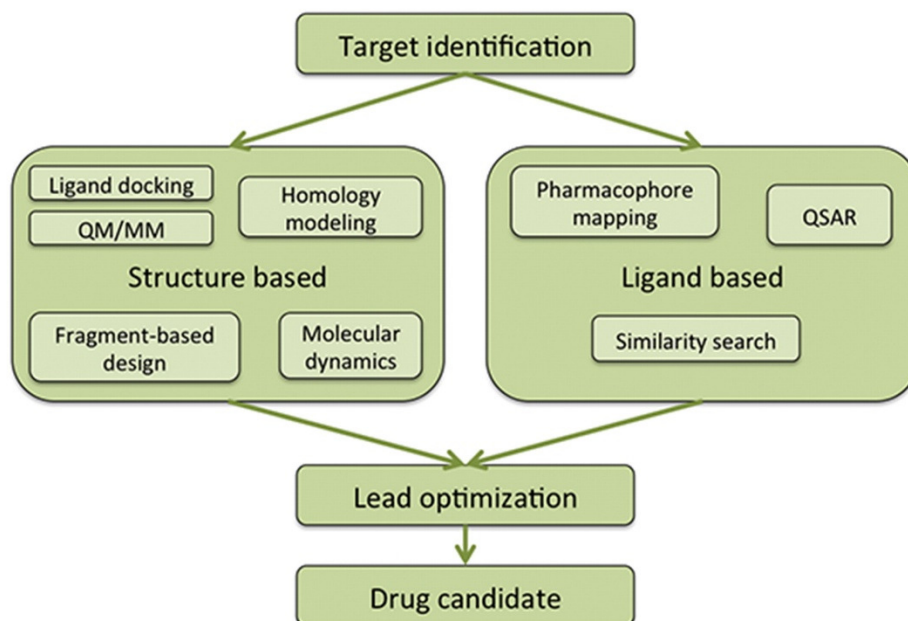 Target identification
Ligand docking
QM/MM
Homology
modeling
Structure based
Fragment-based
design
Molecular
dynamics
Pharmacophore
mapping
QSAR
Ligand based
Similarity search
Lead optimization
Drug candidate